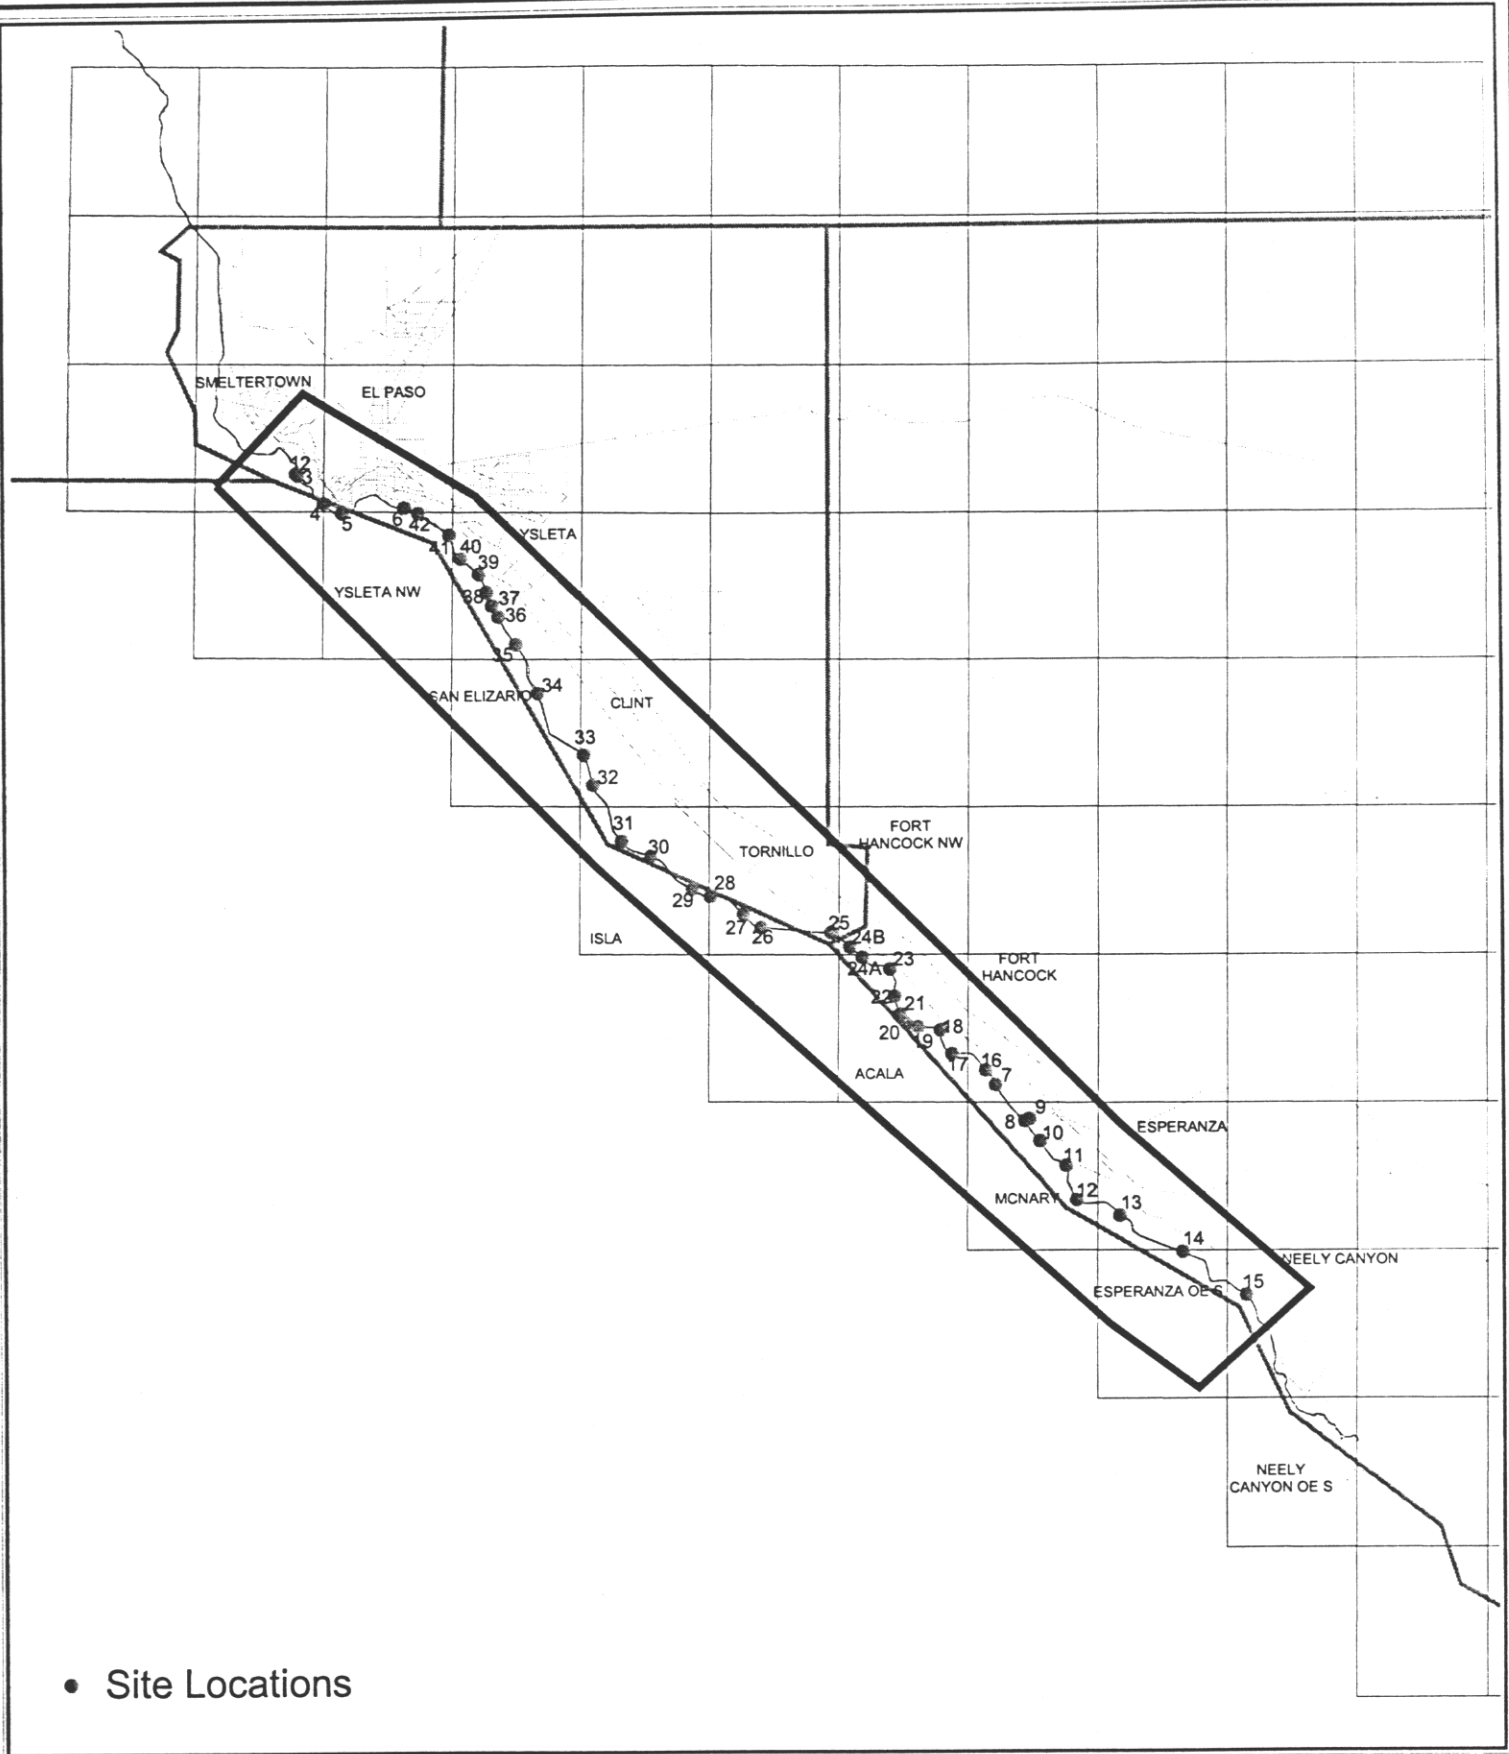 SMELTERTOWN
EL PASO
12
3
4
5
6
42
YSLETA
41
40
39
YSLETA NW
38
37
36
35
34
SAN ELIZARIO
CLINT
33
32
31
30
TORNILLO
FORT
HANCOCK NW
29
28
27
26
25
24B
ISLA
24A
23
FORT
HANCOCK
22
21
20
19
18
17
16
7
ACALA
9
8
10
ESPERANZA
11
MCNARY
12
13
14
NEELY CANYON
ESPERANZA OE S
15
NEELY
CANYON OE S
Site Locations